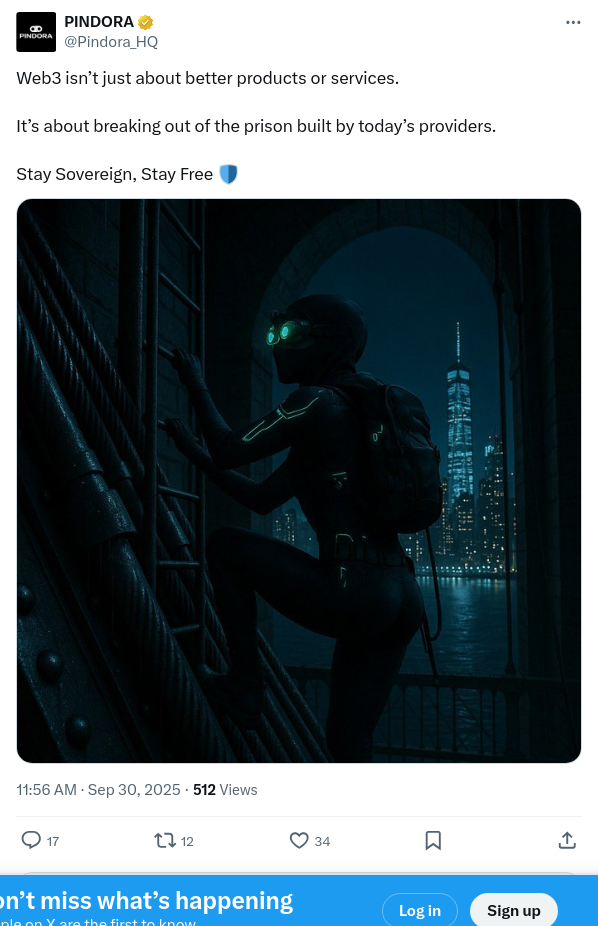 PINDORA
PINDORA
@Pindora_HQ
Web3 isn’t just about better products or services.
It’s about breaking out of the prison built by today’s providers.
Stay Sovereign, Stay Free
11:56 AM · Sep 30, 2025 · 512 Views
17
12
34
on’t miss what’s happening
ple on X are the first to know.
Log in
Sign up